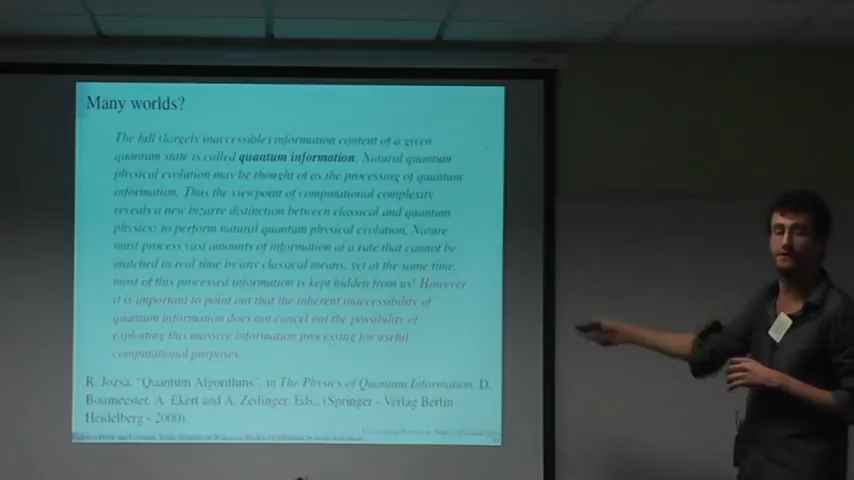 Many worlds?
The full (largely inaccessible) information content of a given
quantum state is called quantum information. Natural quantum
physical evolution may be thought of as the processing of quantum
information. Thus the viewpoint of computational complexity
reveals a new bizarre distinction between classical and quantum
physics: to perform natural quantum physical evolution, Nature
must process vast amounts of information at a rate that cannot be
matched in real time by any classical means, yet at the same time,
most of this processed information is kept hidden from us! However
it is important to point out that the inherent inaccessibility of
quantum information does not cancel out the possibility of
exploiting this massive information processing for useful
computational purposes.
R. Jozsa, "Quantum Algorithms", in The Physics of Quantum Information, D.
Boumeester, A. Ekert and A. Zeilinger, Eds., (Springer - Verlag Berlin
Heidelberg - 2000).